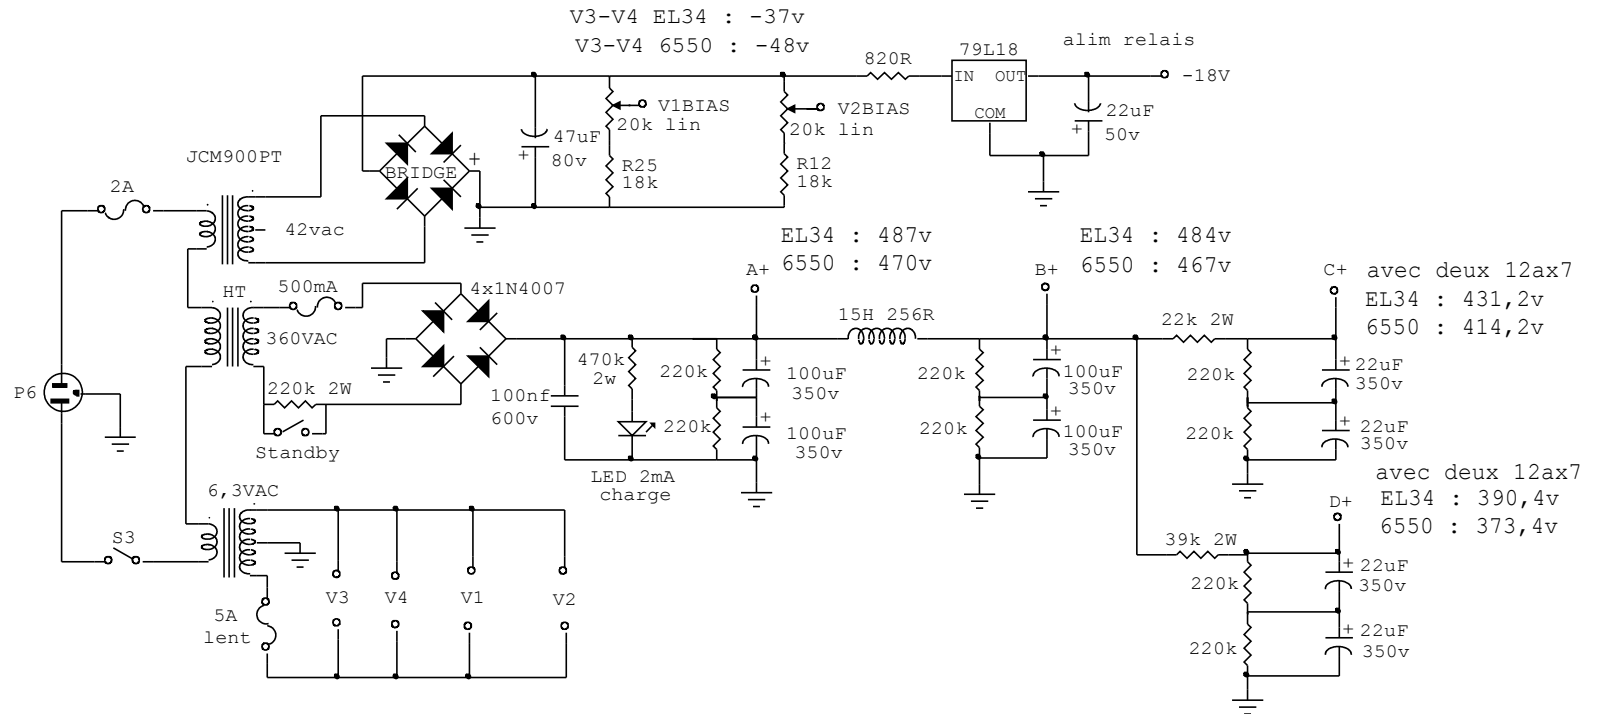 V3-V4 EL34 : -37v
V3-V4 6550 : -48v
820R
79L18
alim relais
IN OUT
-18V
COM
V1BIAS
20k lin
V2BIAS
20k lin
22uF
50v
+
47uF
80v
+
R25
18k
R12
18k
JCM900PT
BRIDGE
+
2A
42vac
EL34 : 487v
6550 : 470v
EL34 : 484v
6550 : 467v
A+
B+
C+
avec deux 12ax7
EL34 : 431,2v
6550 : 414,2v
HT
500mA
4x1N4007
360VAC
15H 256R
22k 2W
P6
220k 2W
Standby
100nf
600v
470k
2w
220k
220k
+
100uF
350v
+
100uF
350v
220k
220k
+
100uF
350v
+
100uF
350v
220k
220k
+
22uF
350v
+
22uF
350v
LED 2mA
charge
6,3VAC
S3
5A
lent
V3
V4
V1
V2
avec deux 12ax7
EL34 : 390,4v
6550 : 373,4v
D+
39k 2W
220k
220k
+
22uF
350v
+
22uF
350v